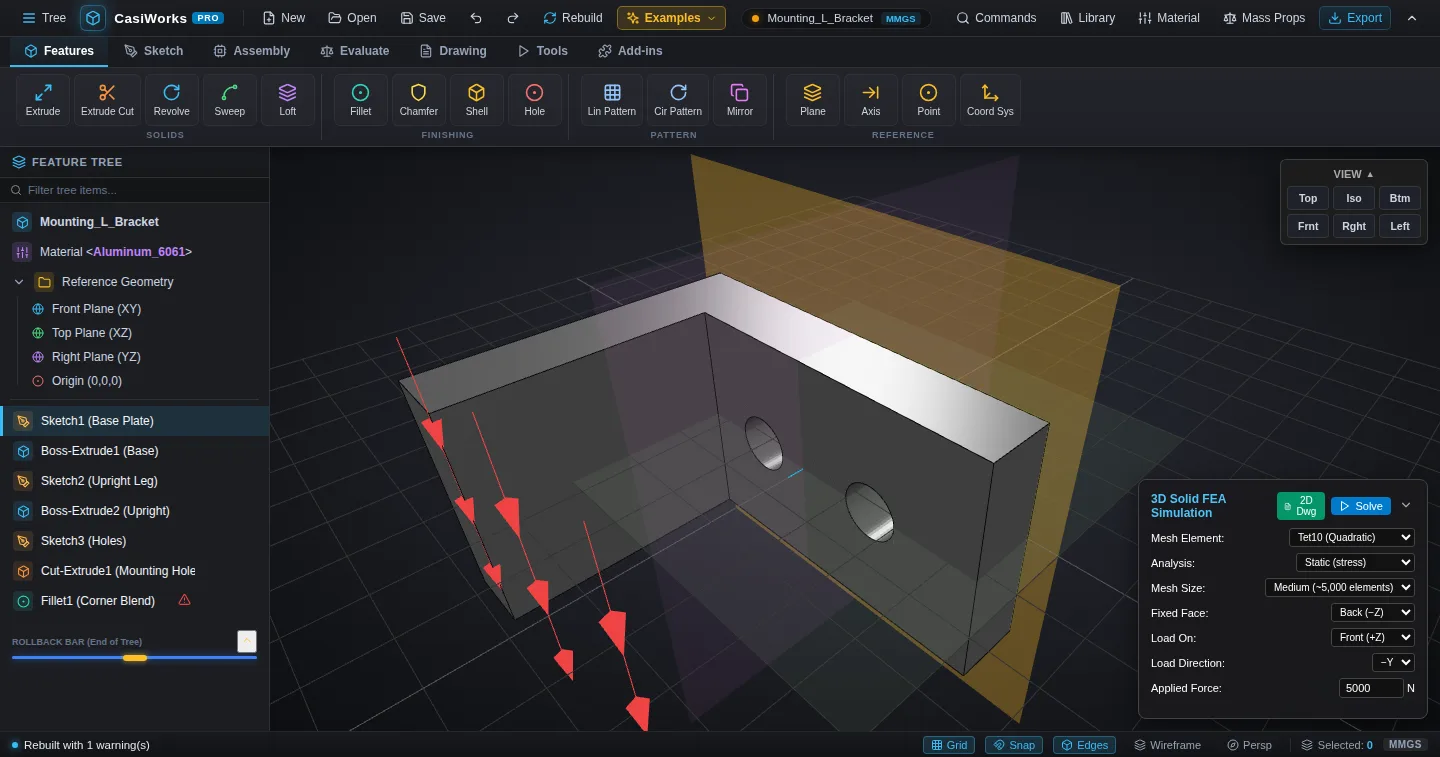 Tree CasiWorks PRO New Open Save Rebuild Examples Mounting_L_Bracket MMGS Commands Library Material Mass Props Export
Features Sketch Assembly Evaluate Drawing Tools Add-ins
Extrude Extrude Cut Revolve Sweep Loft Fillet Chamfer Shell Hole Lin Pattern Cir Pattern Mirror Plane Axis Point Coord Sys
SOLIDS FINISHING PATTERN REFERENCE
FEATURE TREE
Filter tree items...
Mounting_L_Bracket
Material <Aluminum_6061>
Reference Geometry
Front Plane (XY)
Top Plane (XZ)
Right Plane (YZ)
Origin (0,0,0)
Sketch1 (Base Plate)
Boss-Extrude1 (Base)
Sketch2 (Upright Leg)
Boss-Extrude2 (Upright)
Sketch3 (Holes)
Cut-Extrude1 (Mounting Hole
Fillet1 (Corner Blend)
ROLLBACK BAR (End of Tree)
VIEW ▲
Top Iso Btm
Frnt Rght Left
3D Solid FEA
Simulation
2D
Dwg
Solve
Mesh Element: Tet10 (Quadratic)
Analysis: Static (stress)
Mesh Size: Medium (~5,000 elements)
Fixed Face: Back (−Z)
Load On: Front (+Z)
Load Direction: −Y
Applied Force: 5000 N
Rebuilt with 1 warning(s) Grid Snap Edges Wireframe Persp Selected: 0 MMGS